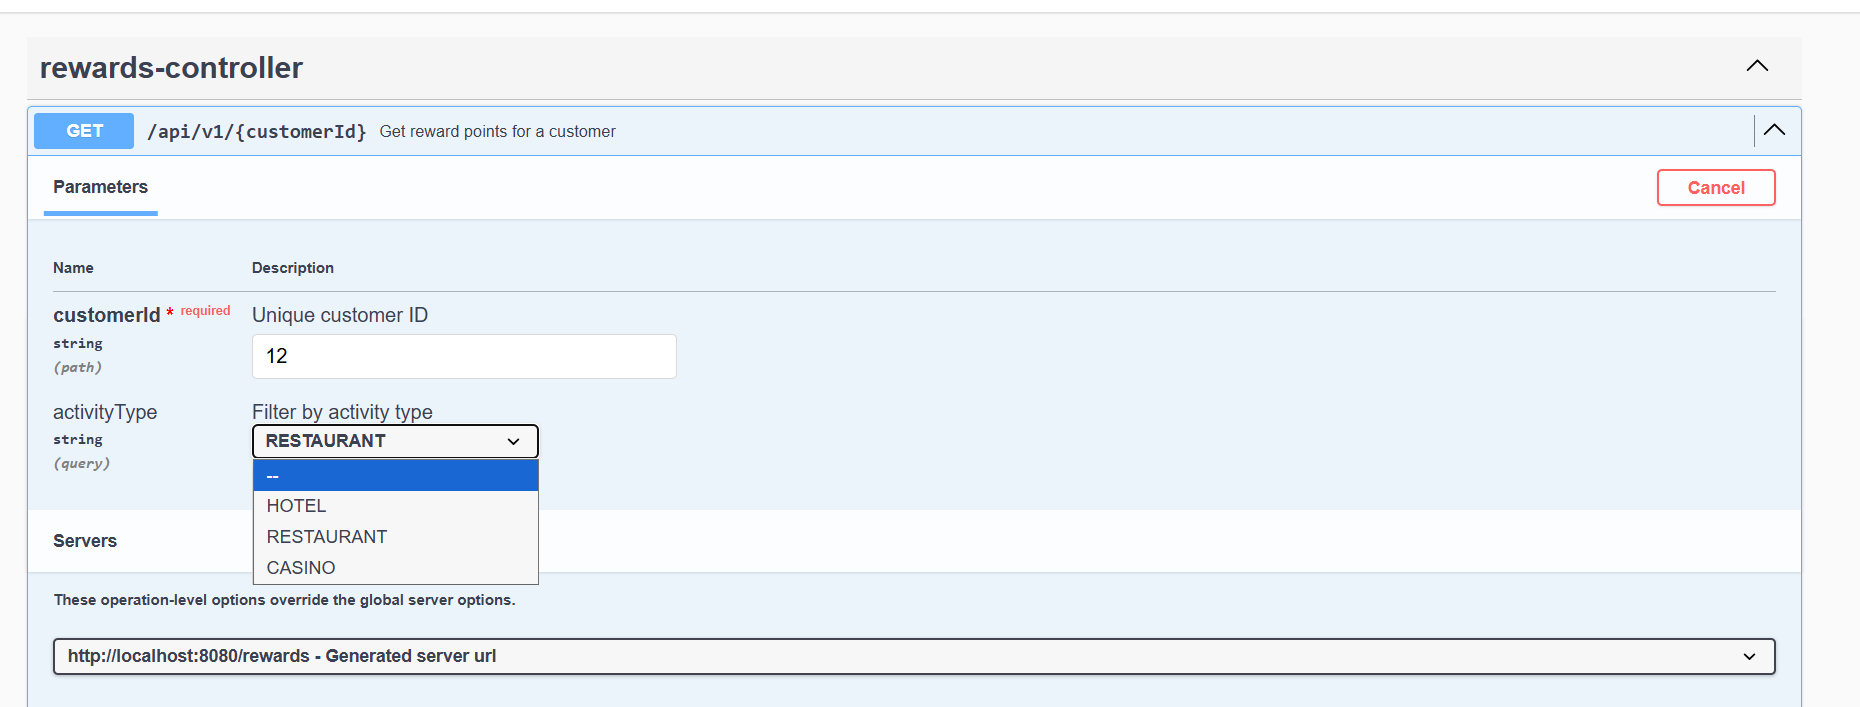 rewards-controller
GET /api/v1/{customerId} Get reward points for a customer
Parameters
Cancel
Name Description
customerId * required Unique customer ID
string
(path)
12
activityType Filter by activity type
string
(query)
RESTAURANT
--
HOTEL
RESTAURANT
CASINO
Servers
These operation-level options override the global server options.
http://localhost:8080/rewards - Generated server url